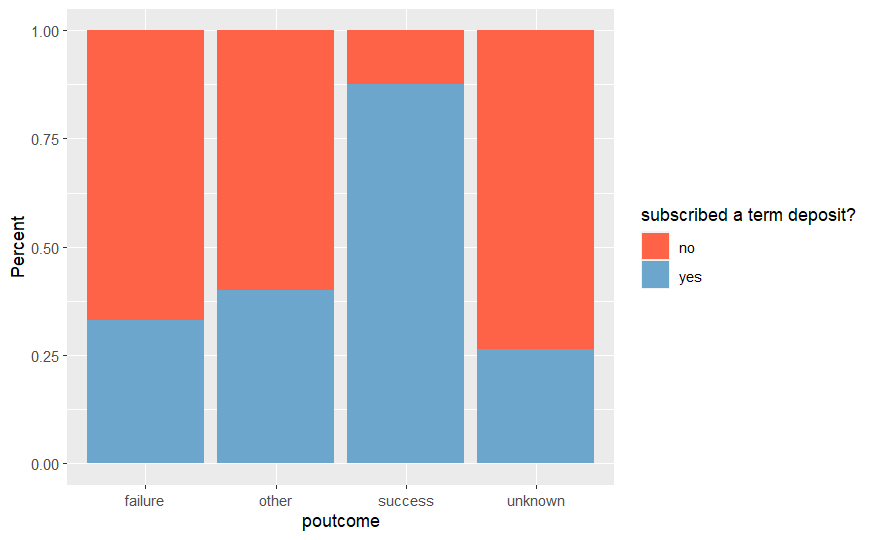 1.00
0.75
0.50
0.25
0.00
Percent
failure other success unknown
poutcome
subscribed a term deposit?
no
yes